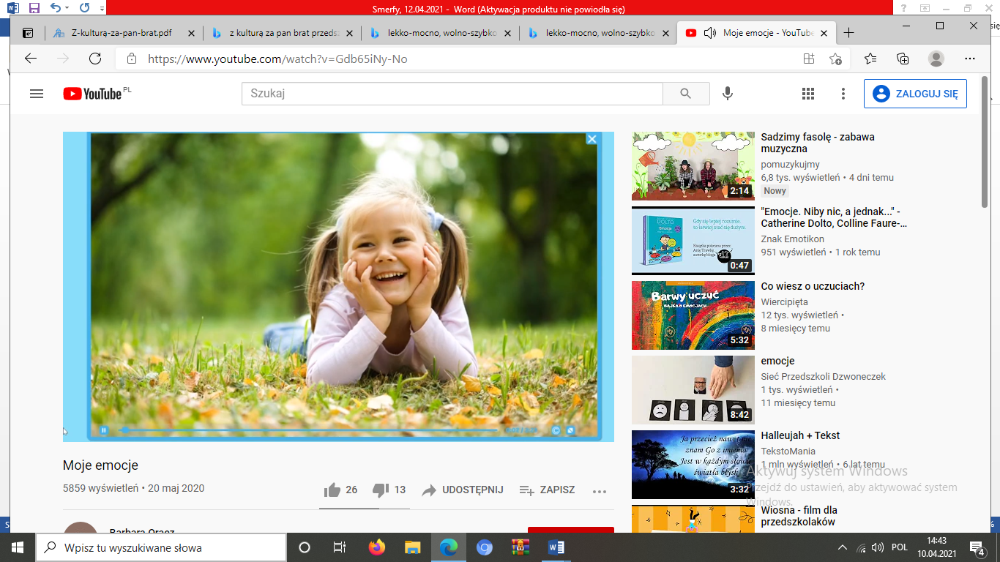 Smerfy, 12.04.2021 - Word (Aktywacja produktu nie powiodła się)
Z-kulturą-za-pan-brat.pdf
z kulturą za pan brat przeds
lekko-mocno, wolno-szybko
lekko-mocno, wolno-szybko
Moje emocje - YouTube
https://www.youtube.com/watch?v=Gdb65iNy-No
YouTube PL
Szukaj
ZALOGUJ SIĘ
Sadzimy fasolę - zabawa
muzyczna
pomuzykujmy
6,8 tys. wyświetleń • 4 dni temu
Nowy
2:14
"Emocje. Niby nic, a jednak..." -
Catherine Dolto, Colline Faure-...
Znak Emotikon
951 wyświetleń • 1 rok temu
DOLTO
Emocje
Gdy się lepiej rozumie,
to łatwiej stać się dużym.
Książka polecana przez
autorkę bloga
0:47
Co wiesz o uczuciach?
Wiercipięta
12 tys. wyświetleń •
8 miesięcy temu
Barwy uczuć
BAJKA O EMOCJACH
5:32
emocje
Sieć Przedszkoli Dzwoneczek
1 tys. wyświetleń •
11 miesięcy temu
8:42
Halleujah + Tekst
TekstoMania
1 mln wyświetleń • 6 lat temu
Ja przecież nawet nie
znam Go z imienia
Jest w każdym słowie
światła błysk
3:32
Wiosna - film dla
przedszkolaków
Aktywuj system Windows
Przejdź do ustawień, aby aktywować system
Windows.
Moje emocje
5859 wyświetleń • 20 maj 2020
26
13
UDOSTĘPNIJ
ZAPISZ
Barbara Oracz
Wpisz tu wyszukiwane słowa
POL
14:43
10.04.2021
4